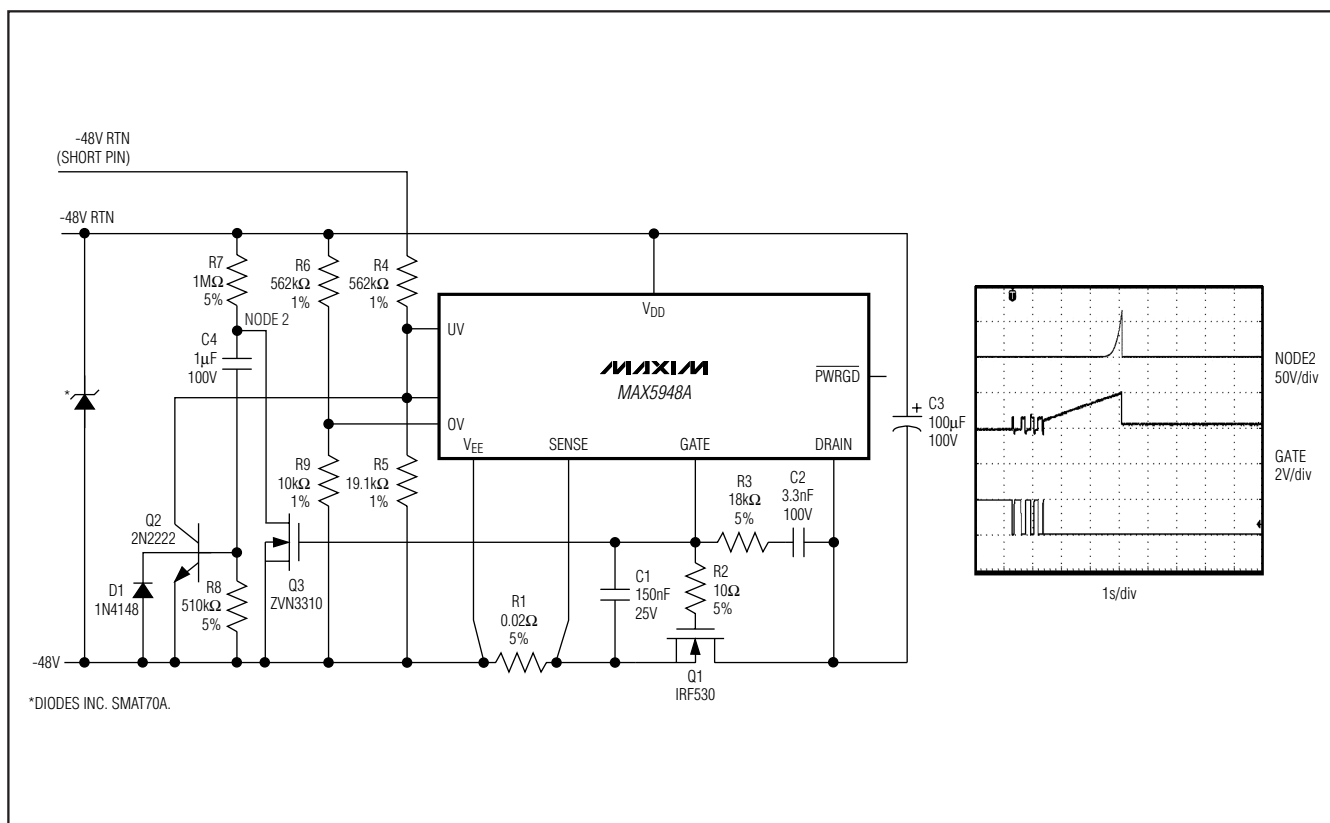 -48V RTN
(SHORT PIN)
-48V RTN
R7
1MΩ
5%
R6
562kΩ
1%
R4
562kΩ
1%
NODE 2
C4
1µF
100V
*
VDD
UV
MAXIM
MAX5948A
PWRGD
OV
VEE
SENSE
GATE
DRAIN
C3
100µF
100V
+
NODE2
50V/div
GATE
2V/div
1s/div
R9
10kΩ
1%
R5
19.1kΩ
1%
R3
18kΩ
5%
C2
3.3nF
100V
Q2
2N2222
D1
1N4148
R8
510kΩ
5%
Q3
ZVN3310
R1
0.02Ω
5%
C1
150nF
25V
R2
10Ω
5%
-48V
Q1
IRF530
*DIODES INC. SMAT70A.